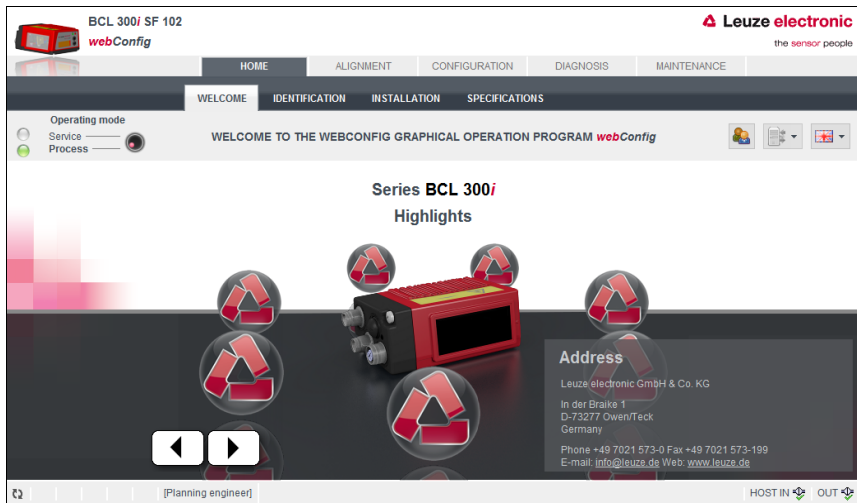 BCL 300i SF 102
webConfig
Leuze electronic
the sensor people
HOME ALIGNMENT CONFIGURATION DIAGNOSIS MAINTENANCE
WELCOME IDENTIFICATION INSTALLATION SPECIFICATIONS
Operating mode
Service
Process
WELCOME TO THE WEBCONFIG GRAPHICAL OPERATION PROGRAM webConfig
Series BCL 300i
Highlights
Address
Leuze electronic GmbH & Co. KG
In der Braike 1
D-73277 Owen/Teck
Germany
Phone +49 7021 573-0 Fax +49 7021 573-199
E-mail: info@leuze.de Web: www.leuze.de
[Planning engineer] HOST IN OUT